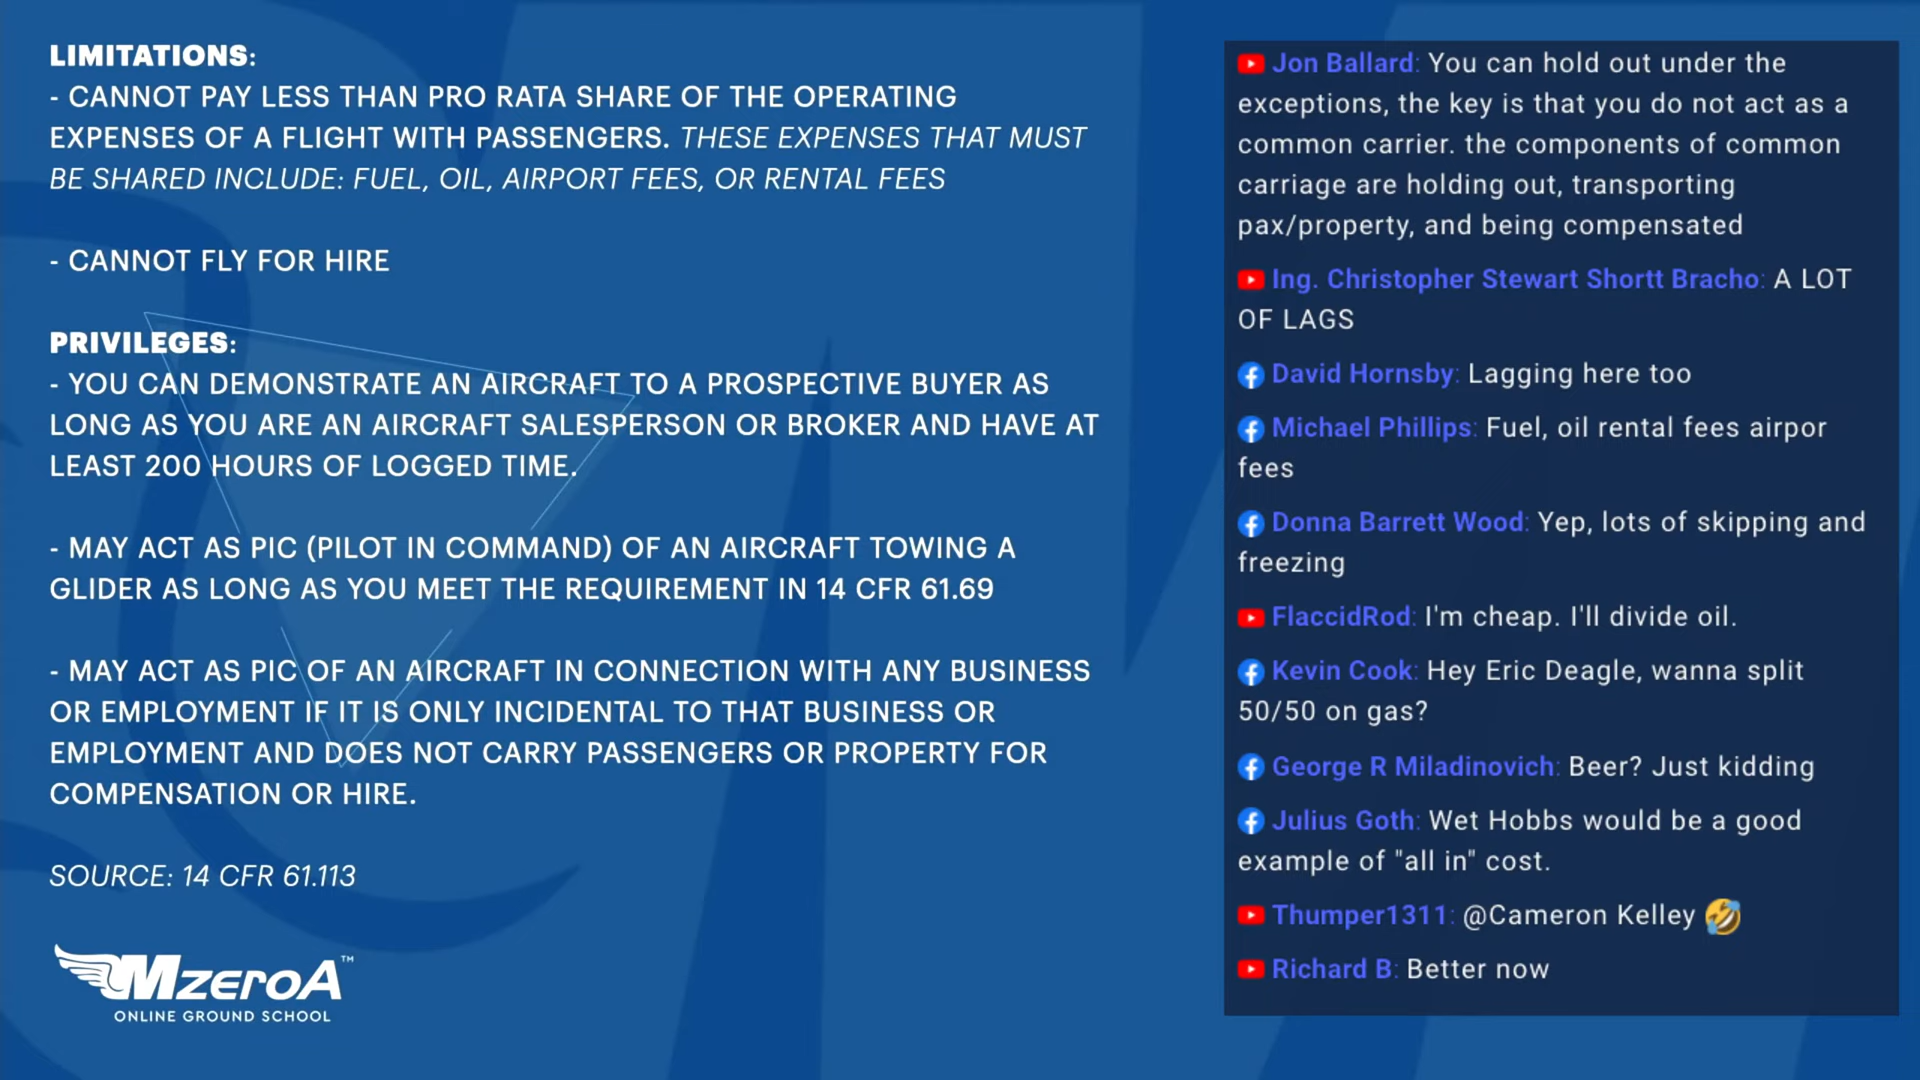 LIMITATIONS:
- CANNOT PAY LESS THAN PRO RATA SHARE OF THE OPERATING
EXPENSES OF A FLIGHT WITH PASSENGERS. THESE EXPENSES THAT MUST
BE SHARED INCLUDE: FUEL, OIL, AIRPORT FEES, OR RENTAL FEES
- CANNOT FLY FOR HIRE
PRIVILEGES:
- YOU CAN DEMONSTRATE AN AIRCRAFT TO A PROSPECTIVE BUYER AS
LONG AS YOU ARE AN AIRCRAFT SALESPERSON OR BROKER AND HAVE AT
LEAST 200 HOURS OF LOGGED TIME.
- MAY ACT AS PIC (PILOT IN COMMAND) OF AN AIRCRAFT TOWING A
GLIDER AS LONG AS YOU MEET THE REQUIREMENT IN 14 CFR 61.69
- MAY ACT AS PIC OF AN AIRCRAFT IN CONNECTION WITH ANY BUSINESS
OR EMPLOYMENT IF IT IS ONLY INCIDENTAL TO THAT BUSINESS OR
EMPLOYMENT AND DOES NOT CARRY PASSENGERS OR PROPERTY FOR
COMPENSATION OR HIRE.
SOURCE: 14 CFR 61.113
MzeroA™
ONLINE GROUND SCHOOL
Jon Ballard: You can hold out under the
exceptions, the key is that you do not act as a
common carrier. the components of common
carriage are holding out, transporting
pax/property, and being compensated
Ing. Christopher Stewart Shortt Bracho: A LOT
OF LAGS
David Hornsby: Lagging here too
Michael Phillips: Fuel, oil rental fees airpor
fees
Donna Barrett Wood: Yep, lots of skipping and
freezing
FlaccidRod: I'm cheap. I'll divide oil.
Kevin Cook: Hey Eric Deagle, wanna split
50/50 on gas?
George R Miladinovich: Beer? Just kidding
Julius Goth: Wet Hobbs would be a good
example of "all in" cost.
Thumper1311: @Cameron Kelley 🤣
Richard B: Better now